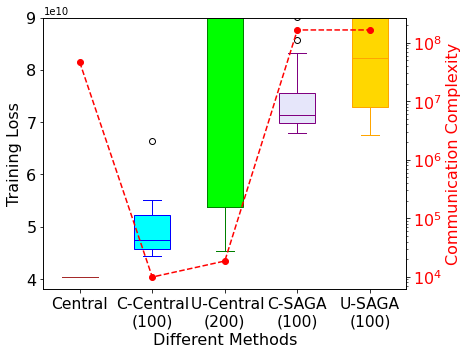 1e10
9
8
7
6
5
4
Training Loss
10^8
10^7
10^6
10^5
10^4
Communication Complexity
Central C-Central U-Central C-SAGA U-SAGA
(100) (200) (100) (100)
Different Methods